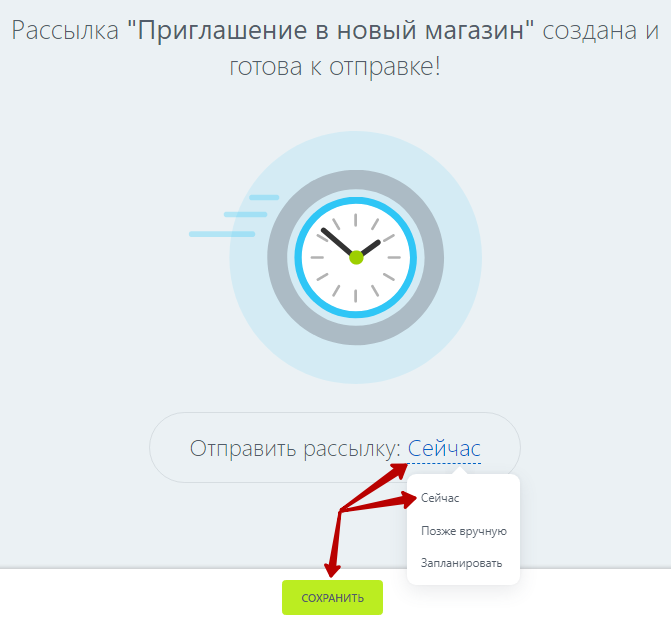 Рассылка "Приглашение в новый магазин" создана и
готова к отправке!
Отправить рассылку: Сейчас
Сейчас
Позже вручную
Запланировать
СОХРАНИТЬ